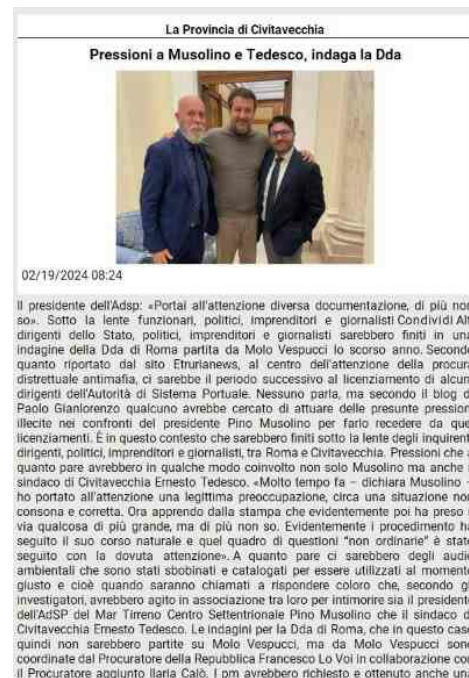 La Provincia di Civitavecchia
Pressioni a Musolino e Tedesco, indaga la Dda
02/19/2024 08:24
Il presidente dell'Adsp: «Portai all'attenzione diversa documentazione, di più non
so». Sotto la lente funzionari, politici, imprenditori e giornalisti Condividi Alt
dirigenti dello Stato, politici, imprenditori e giornalisti sarebbero finiti in una
indagine della Dda di Roma partita da Molo Vespucci lo scorso anno. Secondo
quanto riportato dal sito Etrurianews, al centro dell'attenzione della procura
distrettuale antimafia, ci sarebbe il periodo successivo al licenziamento di alcun
dirigenti dell'Autorità di Sistema Portuale. Nessuno parla, ma secondo il blog d
Paolo Gianlorenzo qualcuno avrebbe cercato di attuare delle presunte pression
illecite nei confronti del presidente Pino Musolino per farlo recedere da que
licenziamenti. È in questo contesto che sarebbero finiti sotto la lente degli inquirent
dirigenti, politici, imprenditori e giornalisti, tra Roma e Civitavecchia. Pressioni che a
quanto pare avrebbero in qualche modo coinvolto non solo Musolino ma anche i
sindaco di Civitavecchia Ernesto Tedesco. «Molto tempo fa – dichiara Musolino –
ho portato all'attenzione una legittima preoccupazione, circa una situazione non
consona e corretta. Ora apprendo dalla stampa che evidentemente poi ha preso i
via qualcosa di più grande, ma di più non so. Evidentemente i procedimento ha
seguito il suo corso naturale e quel quadro di questioni "non ordinarie" è stato
seguito con la dovuta attenzione». A quanto pare ci sarebbero degli audio
ambientali che sono stati sbobinati e catalogati per essere utilizzati al momento
giusto e cioè quando saranno chiamati a rispondere coloro che, secondo gl
investigatori, avrebbero agito in associazione tra loro per intimorire sia il presidente
dell'AdSP del Mar Tirreno Centro Settentrionale Pino Musolino che il sindaco d
Civitavecchia Ernesto Tedesco. Le indagini per la Dda di Roma, che in questo caso
quindi non sarebbero partite su Molo Vespucci, ma da Molo Vespucci sono
coordinate dal Procuratore della Repubblica Francesco Lo Voi in collaborazione con
il Procuratore aggiunto Ilaria Calò. I pm avrebbero richiesto e ottenuto anche un